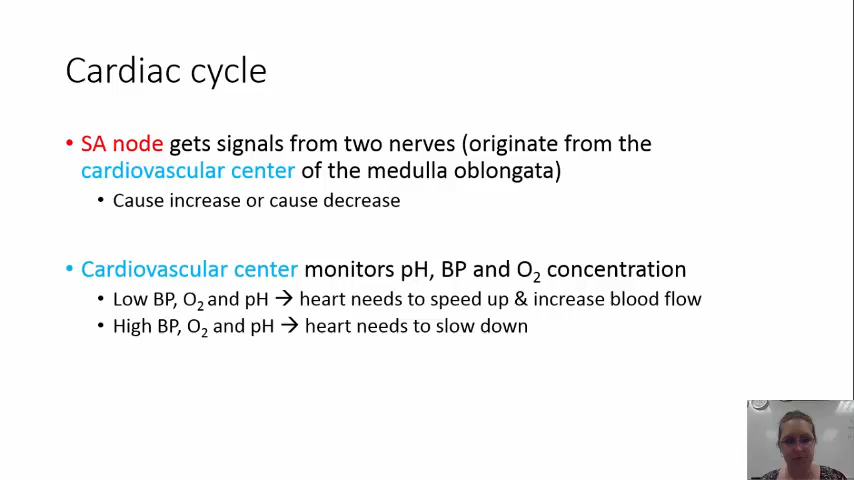 Cardiac cycle
• SA node gets signals from two nerves (originate from the
cardiovascular center of the medulla oblongata)
• Cause increase or cause decrease
• Cardiovascular center monitors pH, BP and O₂ concentration
• Low BP, O₂ and pH → heart needs to speed up & increase blood flow
• High BP, O₂ and pH → heart needs to slow down